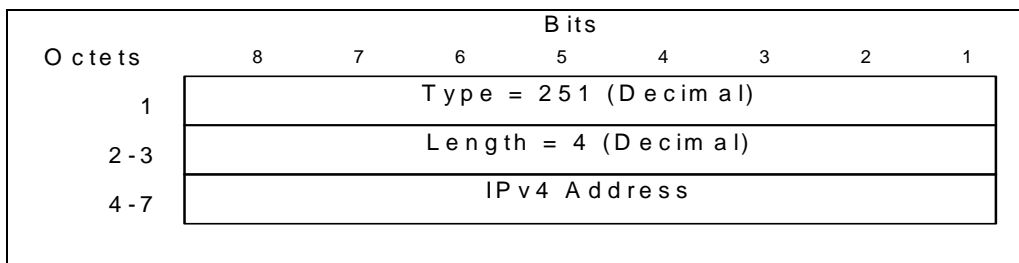 Bits
Octets 8 7 6 5 4 3 2 1
1 Type = 251 (Decimal)
2-3 Length = 4 (Decimal)
4-7 IPv4 Address